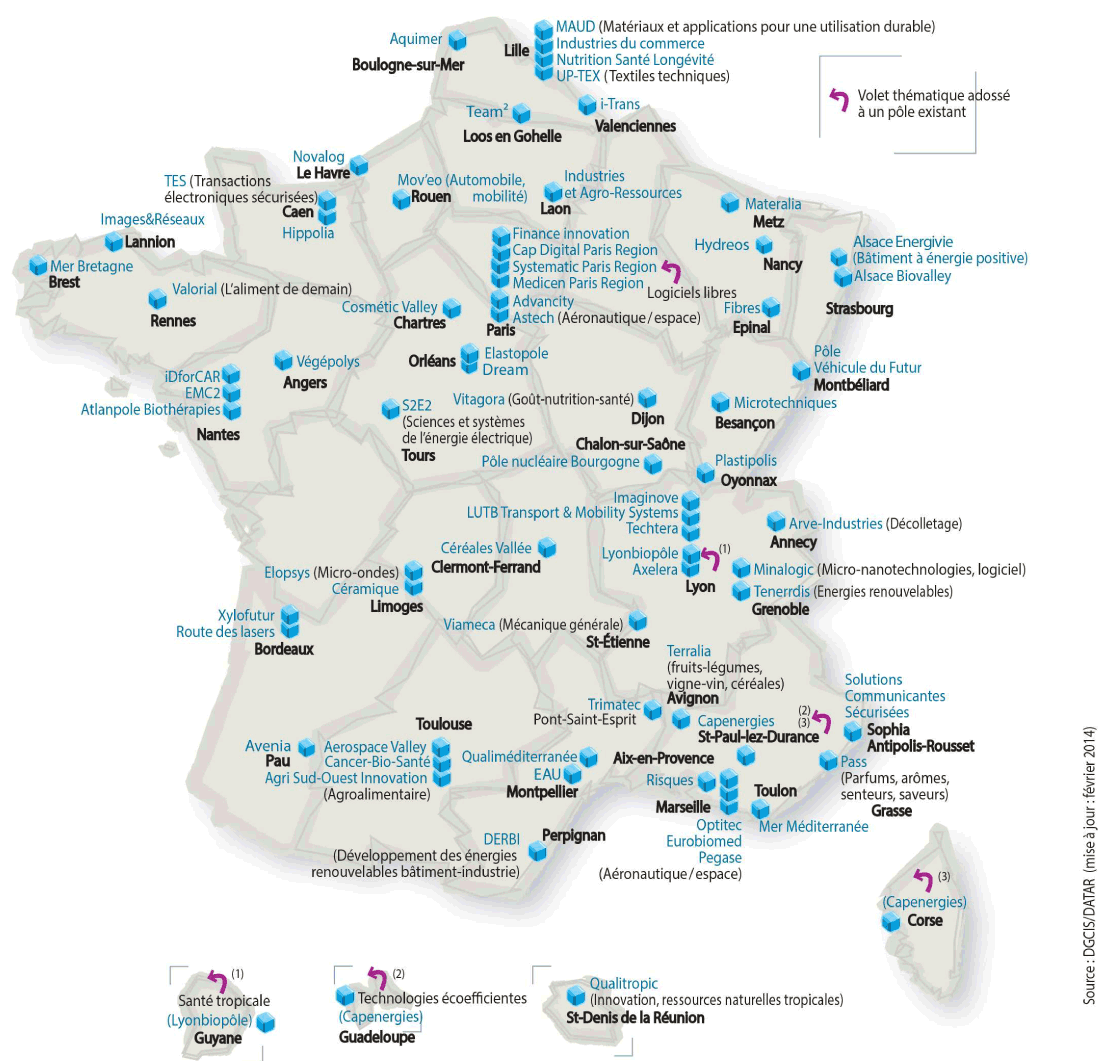 Aquimer
Boulogne-sur-Mer
Lille
MAUD (Matériaux et applications pour une utilisation durable)
Industries du commerce
Nutrition Santé Longévité
UP-TEX (Textiles techniques)
Volet thématique adossé
à un pôle existant
Team²
Loos en Gohelle
i-Trans
Valenciennes
Novalog
Le Havre
TES (Transactions
électroniques sécurisées)
Caen
Hippolia
Mov'eo (Automobile,
mobilité)
Rouen
Industries
et Agro-Ressources
Laon
Materalia
Metz
Hydreos
Nancy
Alsace Energivie
(Bâtiment à énergie positive)
Alsace Biovalley
Strasbourg
Images&Réseaux
Lannion
Mer Bretagne
Brest
Valorial (L'aliment de demain)
Rennes
Finance innovation
Cap Digital Paris Region
Systematic Paris Region
Medicen Paris Region
Logiciels libres
Advancity
Astech (Aéronautique/espace)
Paris
Cosmétic Valley
Chartres
Fibres
Epinal
Orléans
Elastopole
Dream
Pôle
Véhicule du Futur
Montbéliard
iDforCAR
EMC2
Atlanpole Biothérapies
Nantes
Végépolys
Angers
S2E2
(Sciences et systèmes
de l'énergie électrique)
Tours
Vitagora (Goût-nutrition-santé)
Dijon
Microtechniques
Besançon
Chalon-sur-Saône
Pôle nucléaire Bourgogne
Plastipolis
Oyonnax
Imaginove
LUTB Transport & Mobility Systems
Techtera
Lyonbiopôle
(1)
Axelera
Lyon
Arve-Industries (Décolletage)
Annecy
Céréales Vallée
Clermont-Ferrand
Minalogic (Micro-nanotechnologies, logiciel)
Tenerrdis (Energies renouvelables)
Grenoble
Elopsys (Micro-ondes)
Céramique
Limoges
Xylofutur
Route des lasers
Bordeaux
Viameca (Mécanique générale)
St-Étienne
Terralia
(fruits-légumes,
vigne-vin, céréales)
Avignon
Trimatec
Pont-Saint-Esprit
Capenergies
(2)
(3)
St-Paul-lez-Durance
Solutions
Communicantes
Sécurisées
Sophia
Antipolis-Rousset
Toulouse
Avenia
Pau
Aerospace Valley
Cancer-Bio-Santé
Agri Sud-Ouest Innovation
(Agroalimentaire)
Qualiméditerranée
EAU
Montpellier
Aix-en-Provence
Risques
Marseille
Optitec
Eurobiomed
Pegase
(Aéronautique/espace)
Toulon
Mer Méditerranée
Pass
(Parfums, arômes,
senteurs, saveurs)
Grasse
Perpignan
DERBI
(Développement des énergies
renouvelables bâtiment-industrie)
(3)
(Capenergies)
Corse
(1)
Santé tropicale
(Lyonbiopôle)
Guyane
(2)
Technologies écoefficientes
(Capenergies)
Guadeloupe
Qualitropic
(Innovation, ressources naturelles tropicales)
St-Denis de la Réunion
Source : DGCIS/DATAR (mise à jour : février 2014)